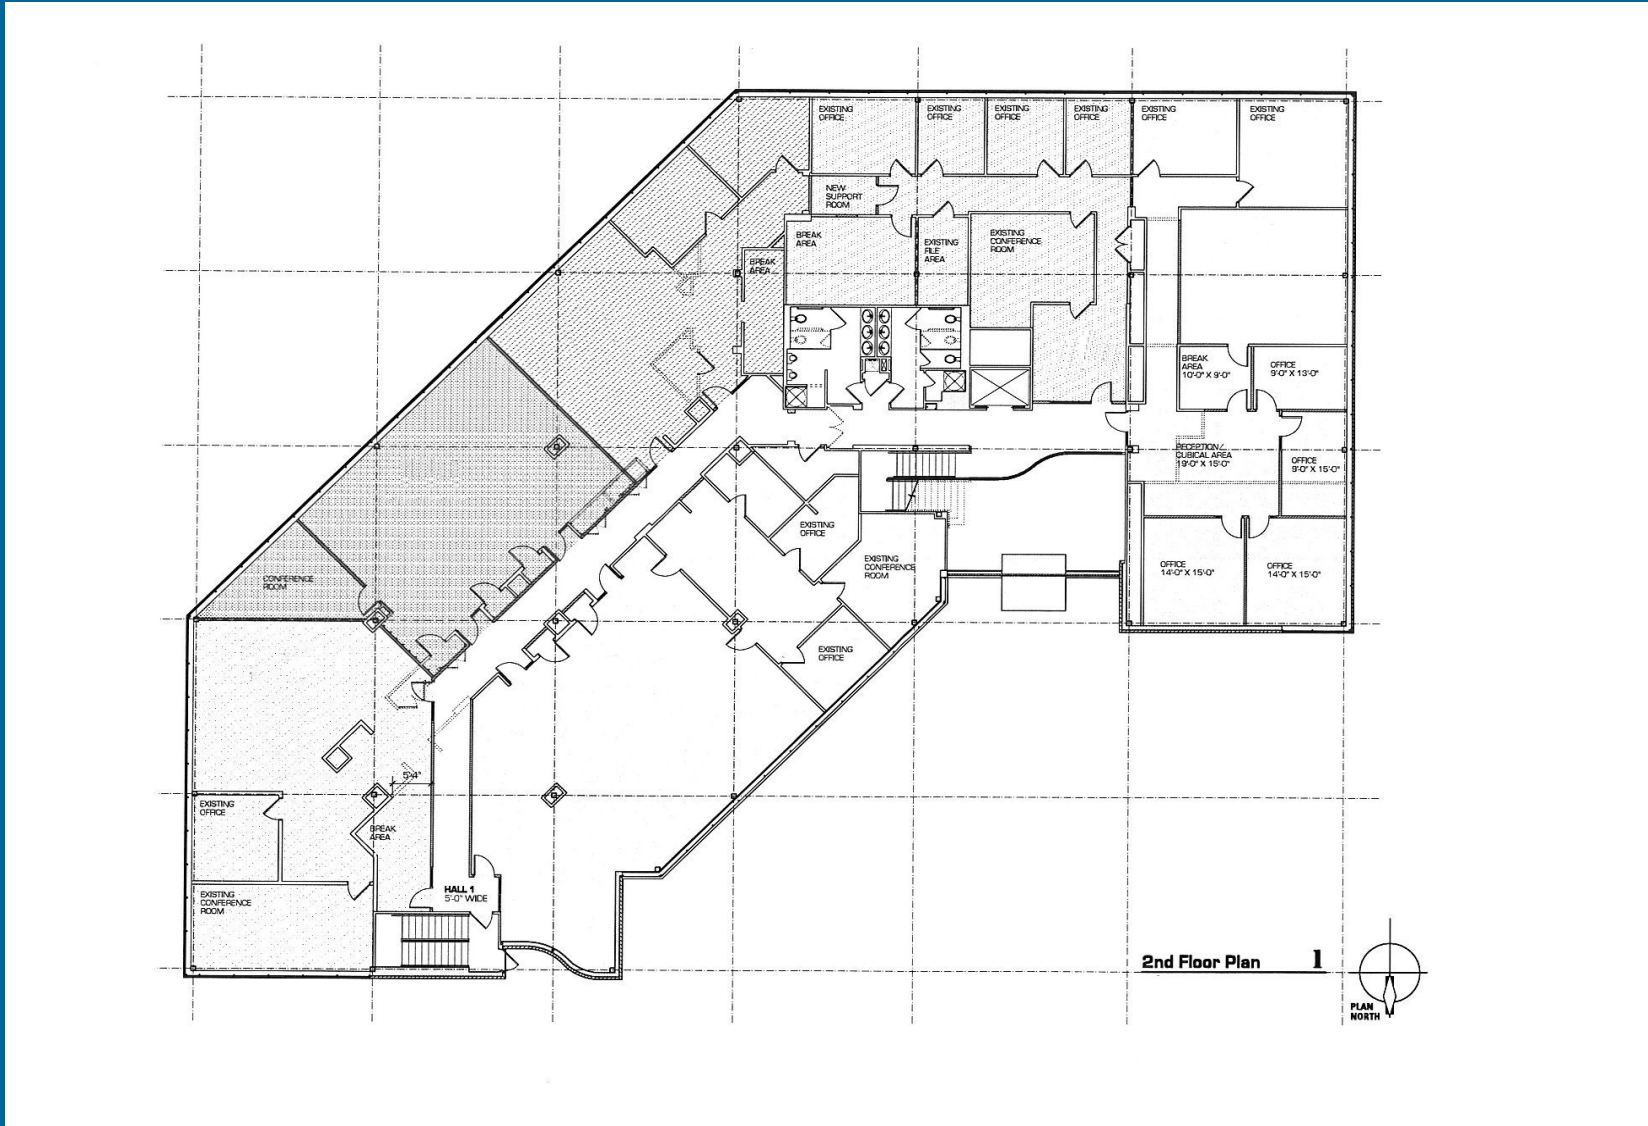 EXISTING
OFFICE
EXISTING
OFFICE
EXISTING
OFFICE
EXISTING
OFFICE
EXISTING
OFFICE
EXISTING
OFFICE
NEW
SUPPORT
ROOM
BREAK
AREA
EXISTING
FILE
AREA
EXISTING
CONFERENCE
ROOM
BREAK
AREA
BREAK
AREA
10'-0" X 9'-0"
OFFICE
9'-0" X 13'-0"
RECEPTION/
CUBICAL AREA
19'-0" X 15'-0"
OFFICE
9'-0" X 15'-0"
EXISTING
OFFICE
EXISTING
CONFERENCE
ROOM
OFFICE
14'-0" X 15'-0"
OFFICE
14'-0" X 15'-0"
CONFERENCE
ROOM
EXISTING
OFFICE
5'-4"
EXISTING
OFFICE
BREAK
AREA
EXISTING
CONFERENCE
ROOM
HALL 1
5'-0" WIDE
2nd Floor Plan 1
PLAN
NORTH